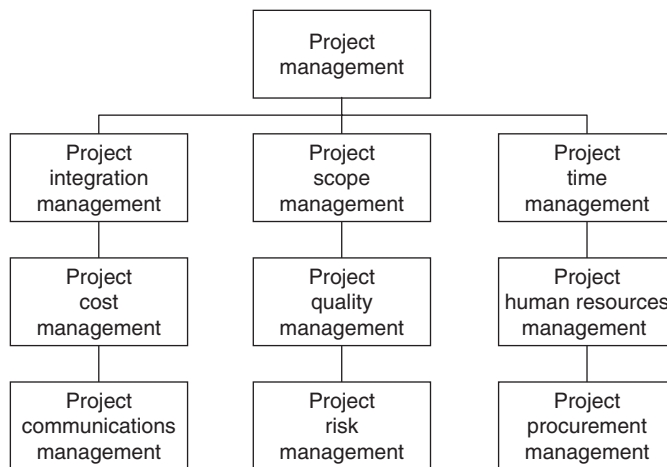 Project
management
Project
integration
management
Project
scope
management
Project
time
management
Project
cost
management
Project
quality
management
Project
human resources
management
Project
communications
management
Project
risk
management
Project
procurement
management